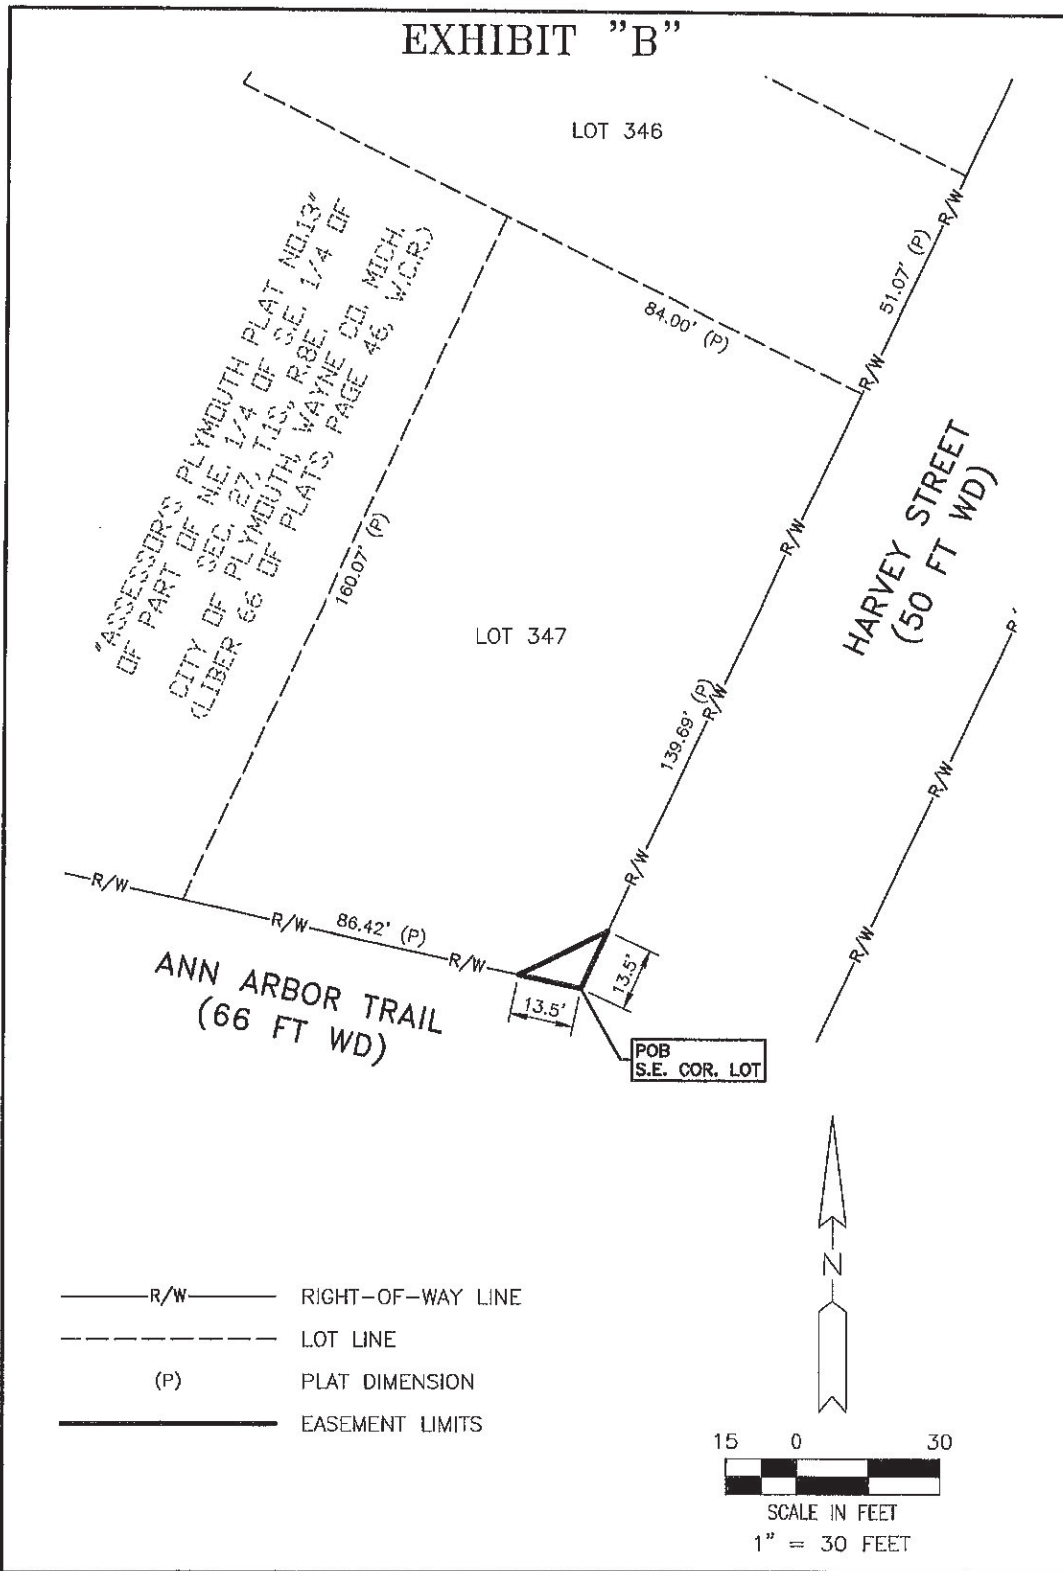 EXHIBIT "B"
LOT 346
"ASSESSOR'S PLYMOUTH PLAT NO.13"
OF PART OF N.E. 1/4 OF S.E. 1/4 OF
SEC. 27, T.1S., R.8E.
CITY OF PLYMOUTH, WAYNE CO. MICH.
(LIBER 66 OF PLATS, PAGE 46, W.C.R.)
R/W
51.07' (P)
84.00' (P)
R/W
HARVEY STREET
(50 FT WD)
R/W
160.07' (P)
LOT 347
R'
139.69' (P)
R/W
R/W
R/W
R/W
R/W
86.42' (P)
R/W
R/W
R/W
ANN ARBOR TRAIL
(66 FT WD)
13.5'
13.5'
POB
S.E. COR. LOT
N
R/W RIGHT-OF-WAY LINE
LOT LINE
(P) PLAT DIMENSION
EASEMENT LIMITS
15 0 30
SCALE IN FEET
1" = 30 FEET